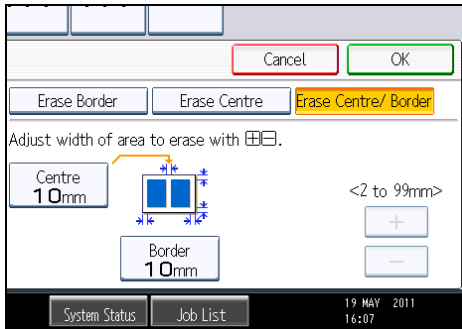 Cancel
OK
Erase Border
Erase Centre
Erase Centre/ Border
Adjust width of area to erase with ⊞⊟.
Centre
10mm
<2 to 99mm>
+
Border
10mm
−
System Status
Job List
19 MAY 2011
16:07